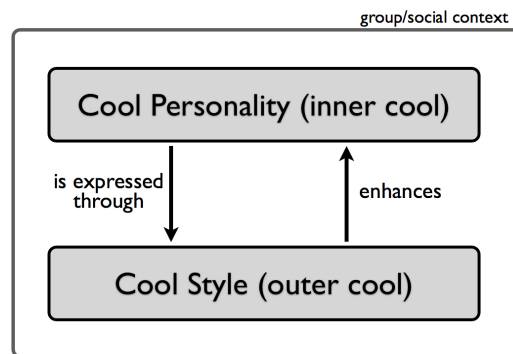 group/social context
Cool Personality (inner cool)
is expressed
through
enhances
Cool Style (outer cool)